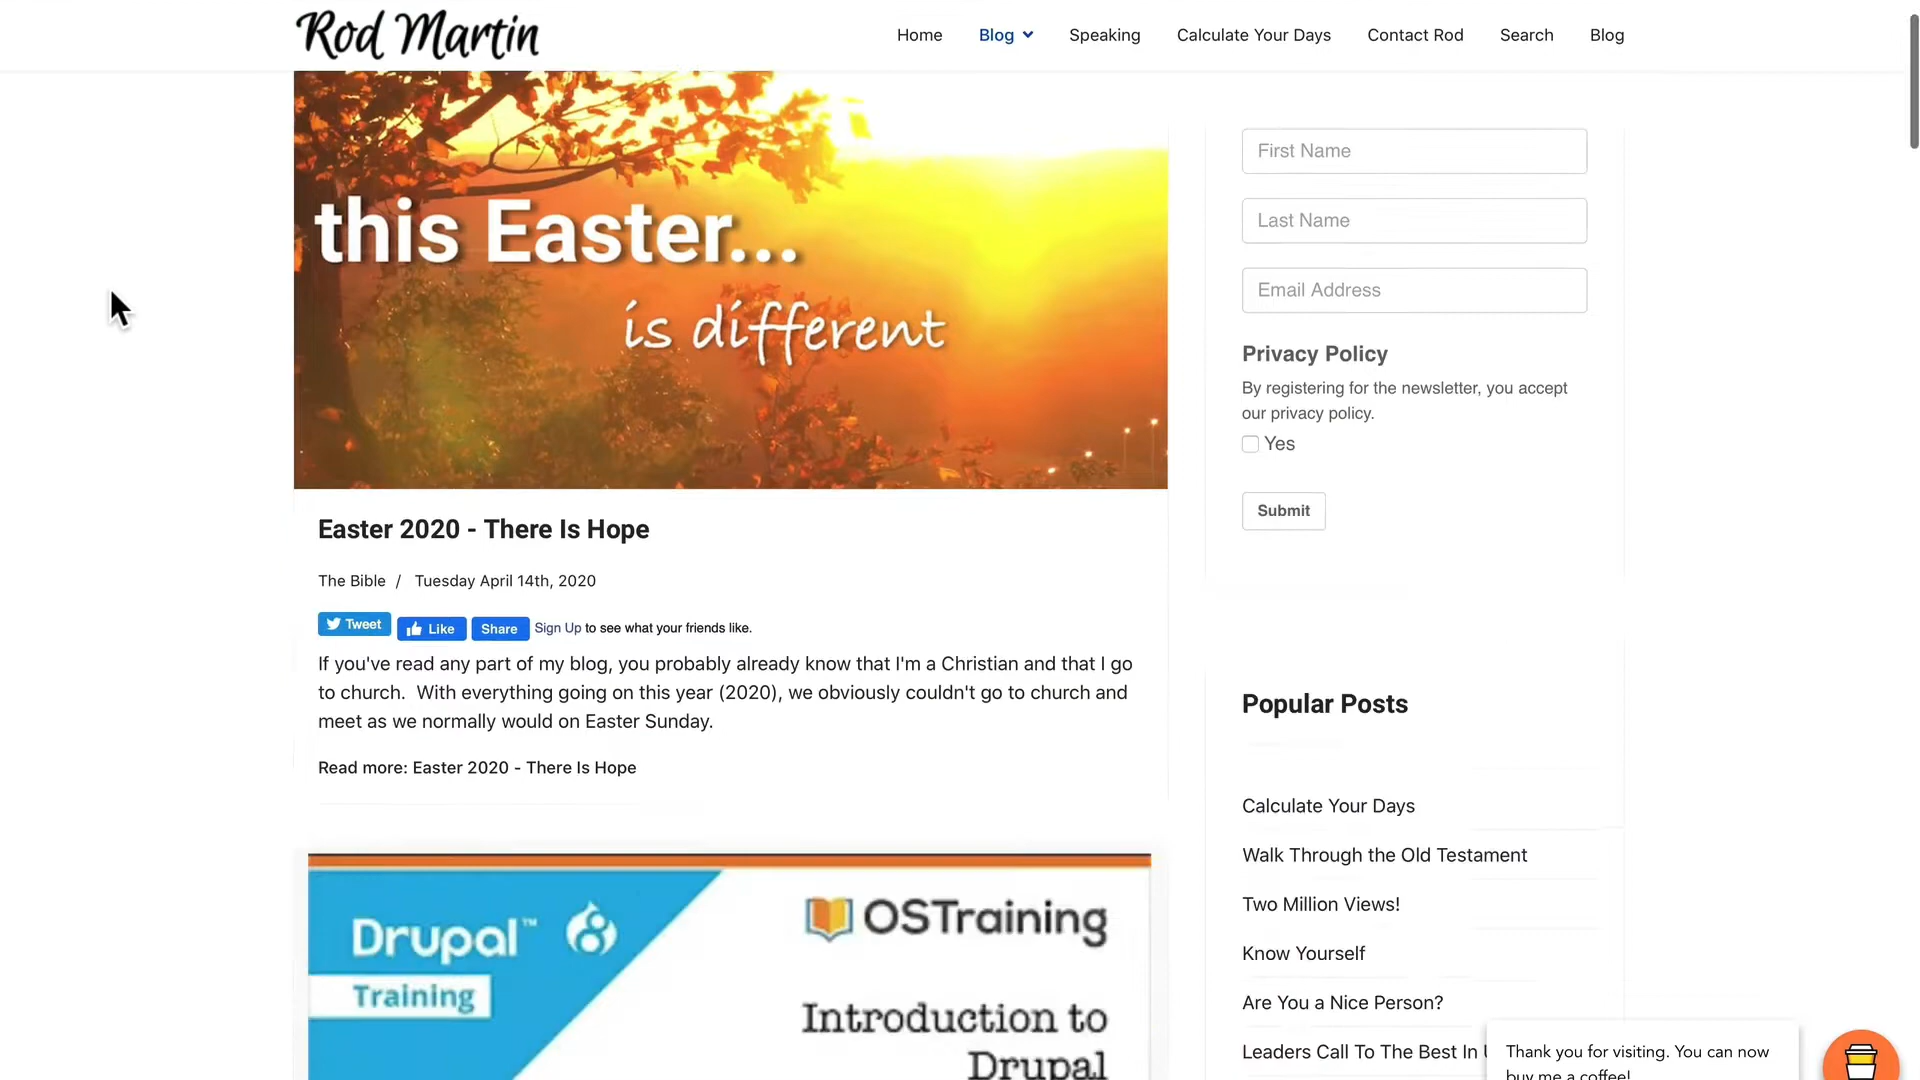 Rod Martin
Home Blog Speaking Calculate Your Days Contact Rod Search Blog
this Easter...
is different
Easter 2020 - There Is Hope
The Bible / Tuesday April 14th, 2020
Tweet Like Share Sign Up to see what your friends like.
If you've read any part of my blog, you probably already know that I'm a Christian and that I go
to church. With everything going on this year (2020), we obviously couldn't go to church and
meet as we normally would on Easter Sunday.
Read more: Easter 2020 - There Is Hope
Drupal™ 8
Training
OSTraining
Introduction to
Drupal
First Name
Last Name
Email Address
Privacy Policy
By registering for the newsletter, you accept
our privacy policy.
Yes
Submit
Popular Posts
Calculate Your Days
Walk Through the Old Testament
Two Million Views!
Know Yourself
Are You a Nice Person?
Leaders Call To The Best In
Thank you for visiting. You can now
buy me a coffee!